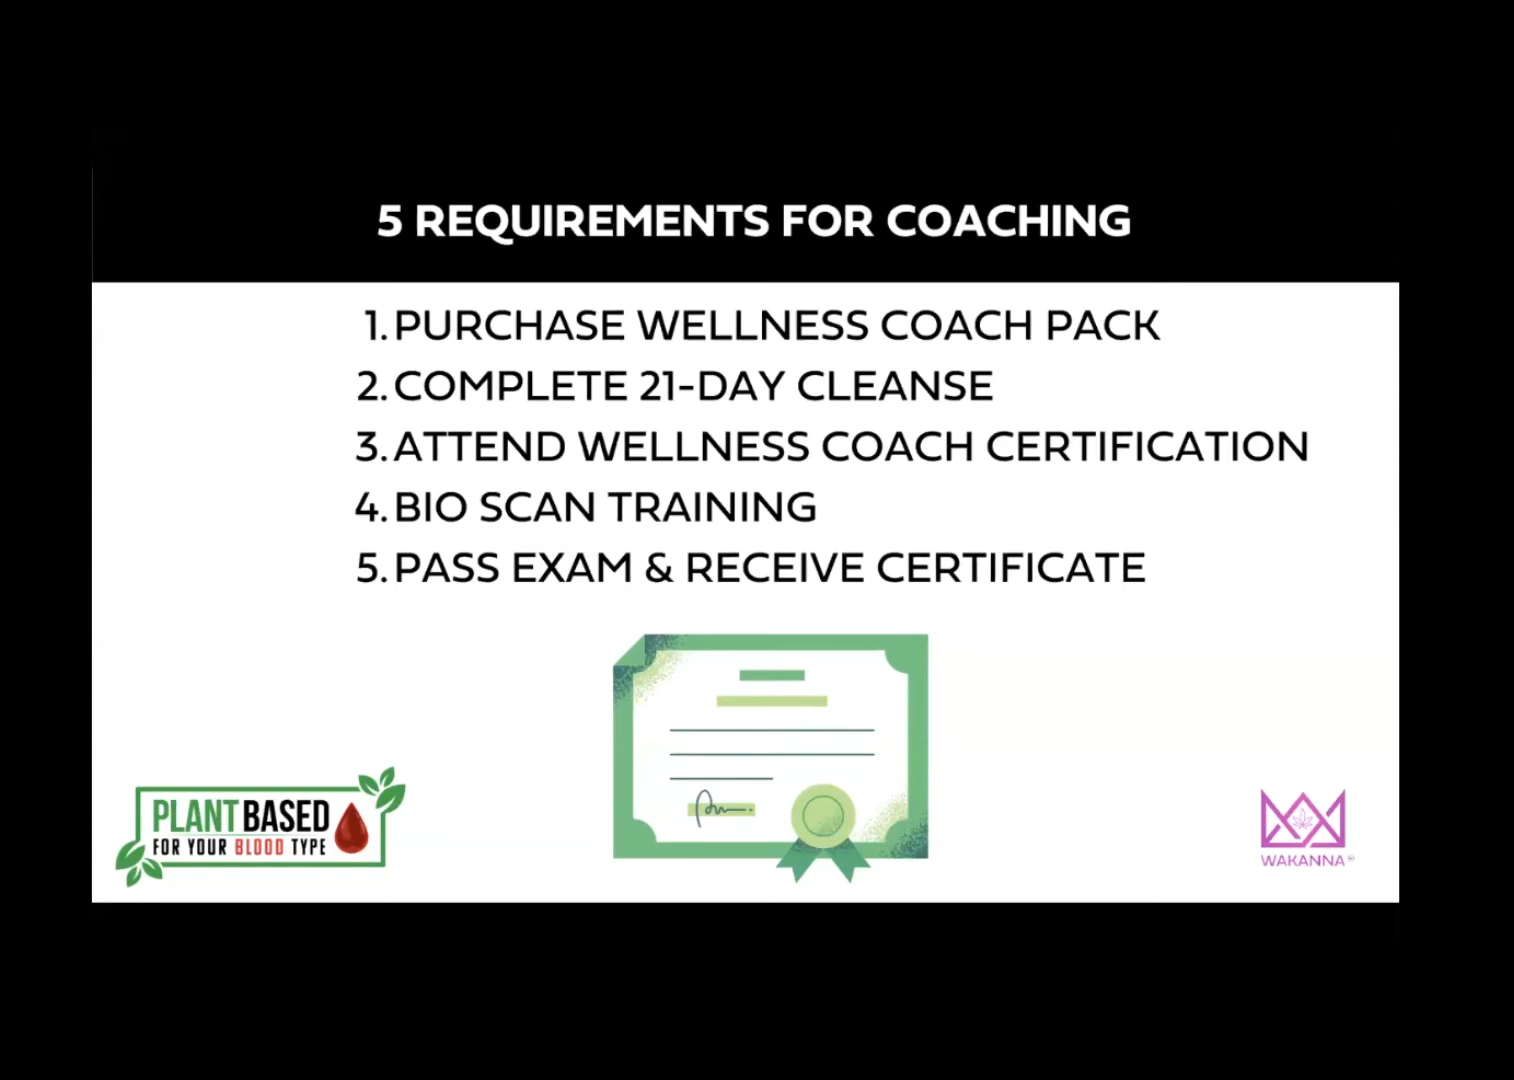 5 REQUIREMENTS FOR COACHING
1. PURCHASE WELLNESS COACH PACK
2. COMPLETE 21-DAY CLEANSE
3. ATTEND WELLNESS COACH CERTIFICATION
4. BIO SCAN TRAINING
5. PASS EXAM & RECEIVE CERTIFICATE
PLANT BASED
FOR YOUR BLOOD TYPE
WAKANNA®